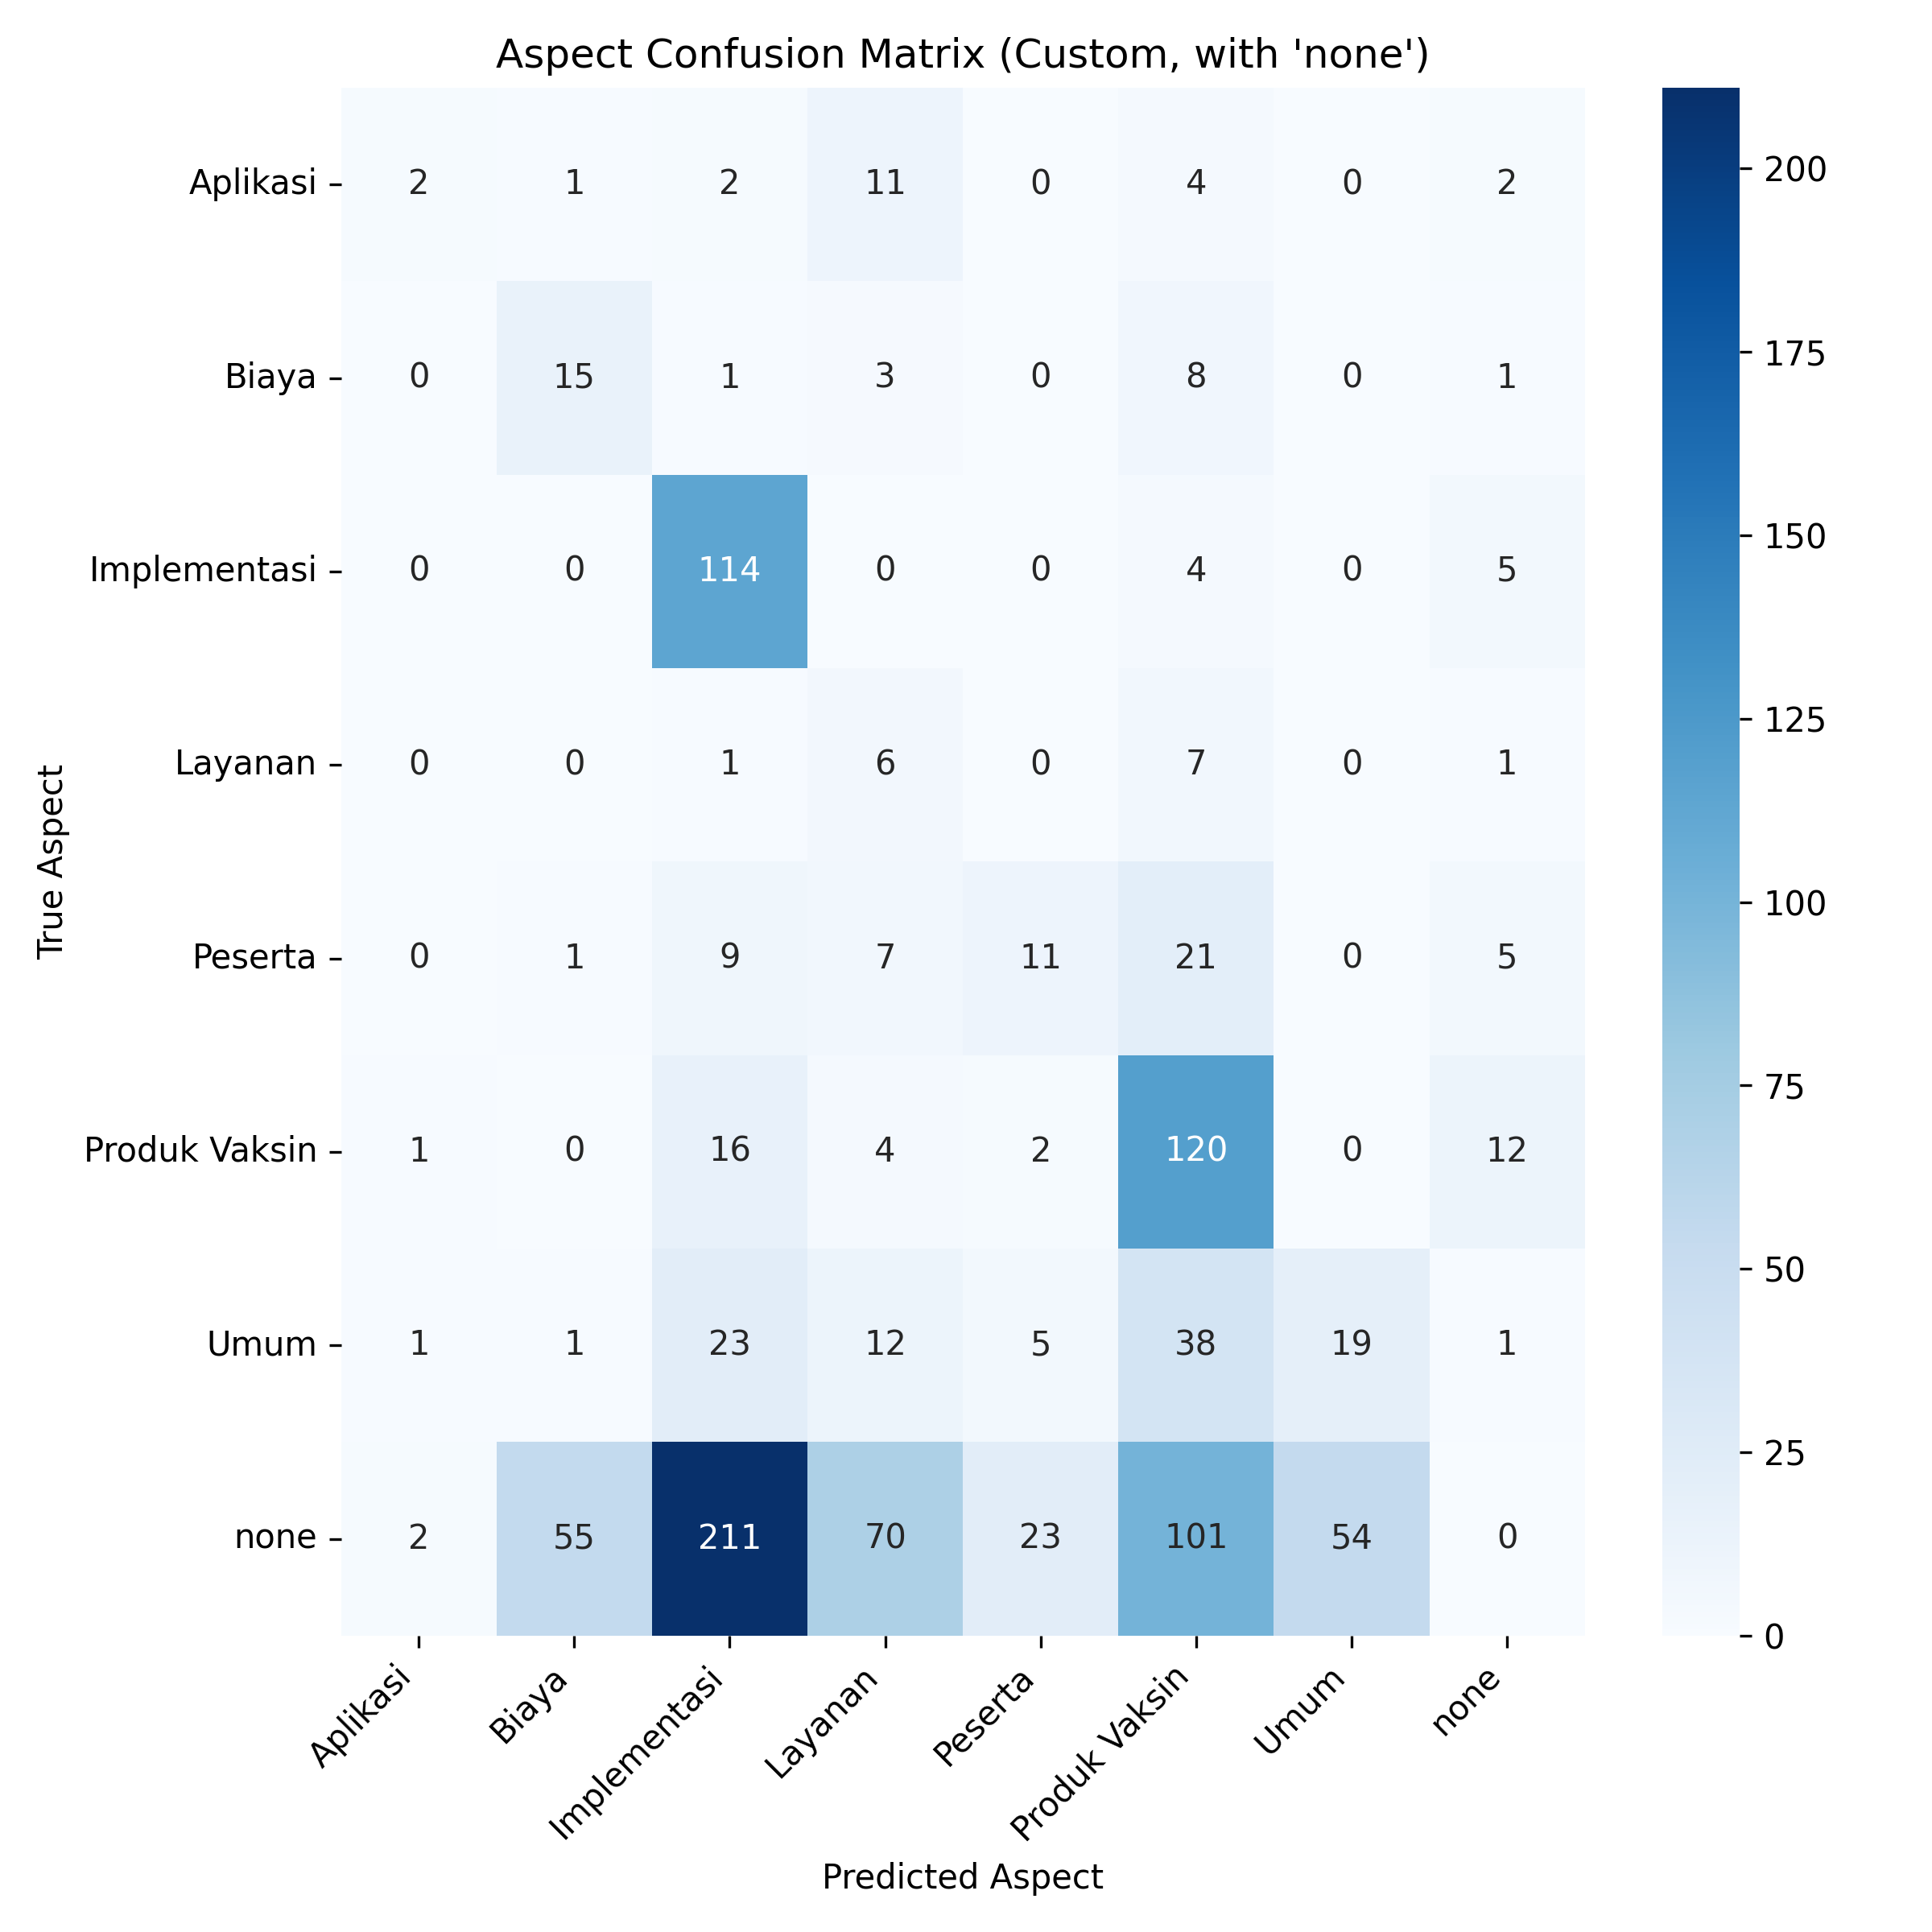 Aspect Confusion Matrix (Custom, with 'none')
True Aspect
Aplikasi 2 1 2 11 0 4 0 2
Biaya 0 15 1 3 0 8 0 1
Implementasi 0 0 114 0 0 4 0 5
Layanan 0 0 1 6 0 7 0 1
Peserta 0 1 9 7 11 21 0 5
Produk Vaksin 1 0 16 4 2 120 0 12
Umum 1 1 23 12 5 38 19 1
none 2 55 211 70 23 101 54 0
Aplikasi Biaya Implementasi Layanan Peserta Produk Vaksin Umum none
Predicted Aspect
200
175
150
125
100
75
50
25
0